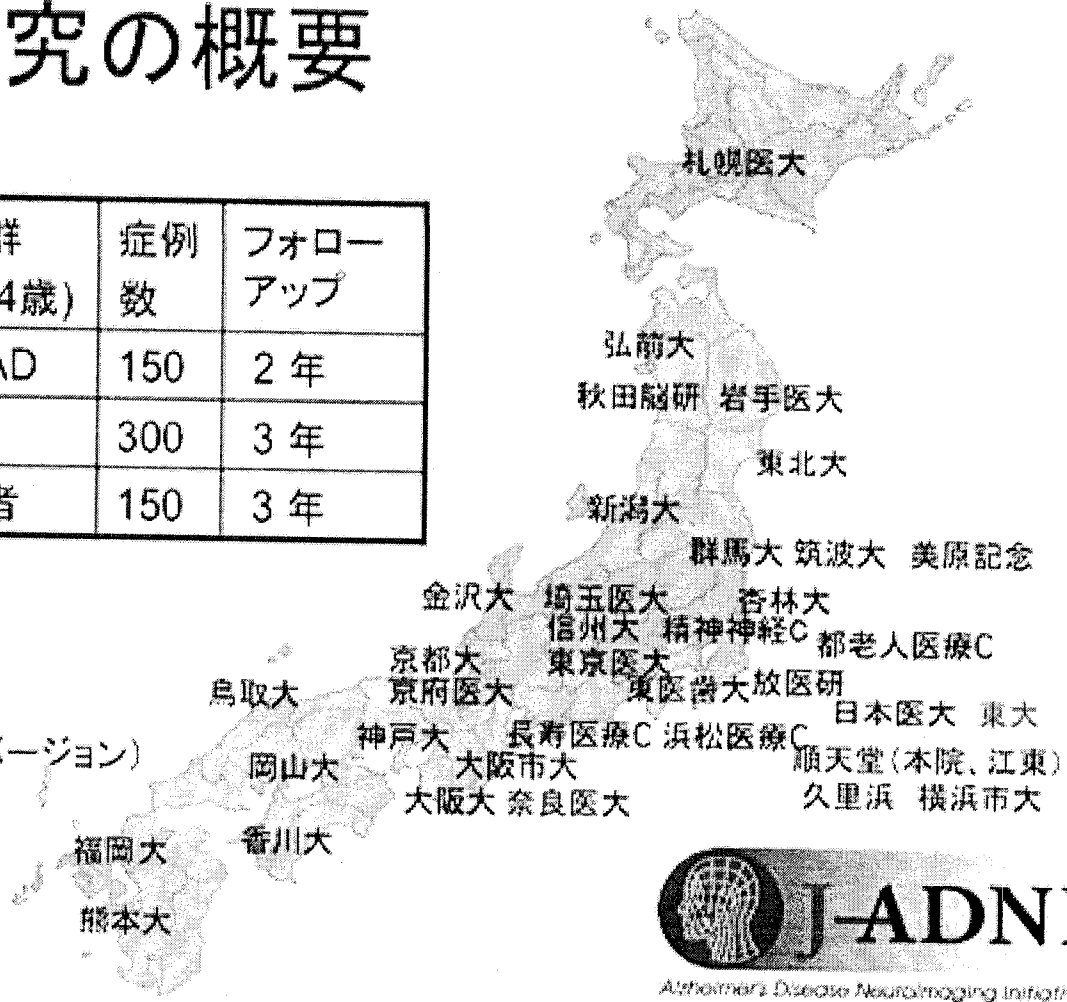 究の概要
群 症例 フォロー
4歳) 数 アップ
AD 150 2 年
300 3 年
者 150 3 年
札幌医大
弘前大
秋田脳研 岩手医大
東北大
新潟大
群馬大 筑波大 美原記念
金沢大 埼玉医大 杏林大
信州大 精神神経C 都老人医療C
京都大 東京医大
鳥取大 京府医大 東医歯大 放医研
日本医大 東大
神戸大 長寿医療C 浜松医療C
バージョン)
岡山大 大阪市大 順天堂(本院、江東)
大阪大 奈良医大 久里浜 横浜市大
福岡大 香川大
熊本大
J-ADNI
Alzheimer's Disease Neuroimaging Initiati